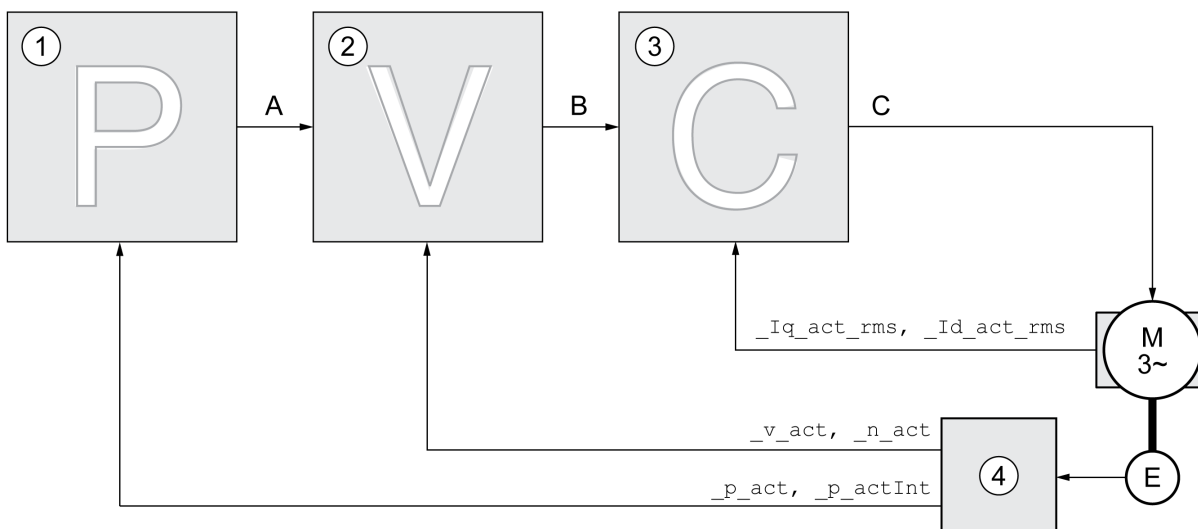 1
P
A
2
V
B
3
C
C
_Iq_act_rms, _Id_act_rms
M
3~
_v_act, _n_act
_p_act, _p_actInt
4
E